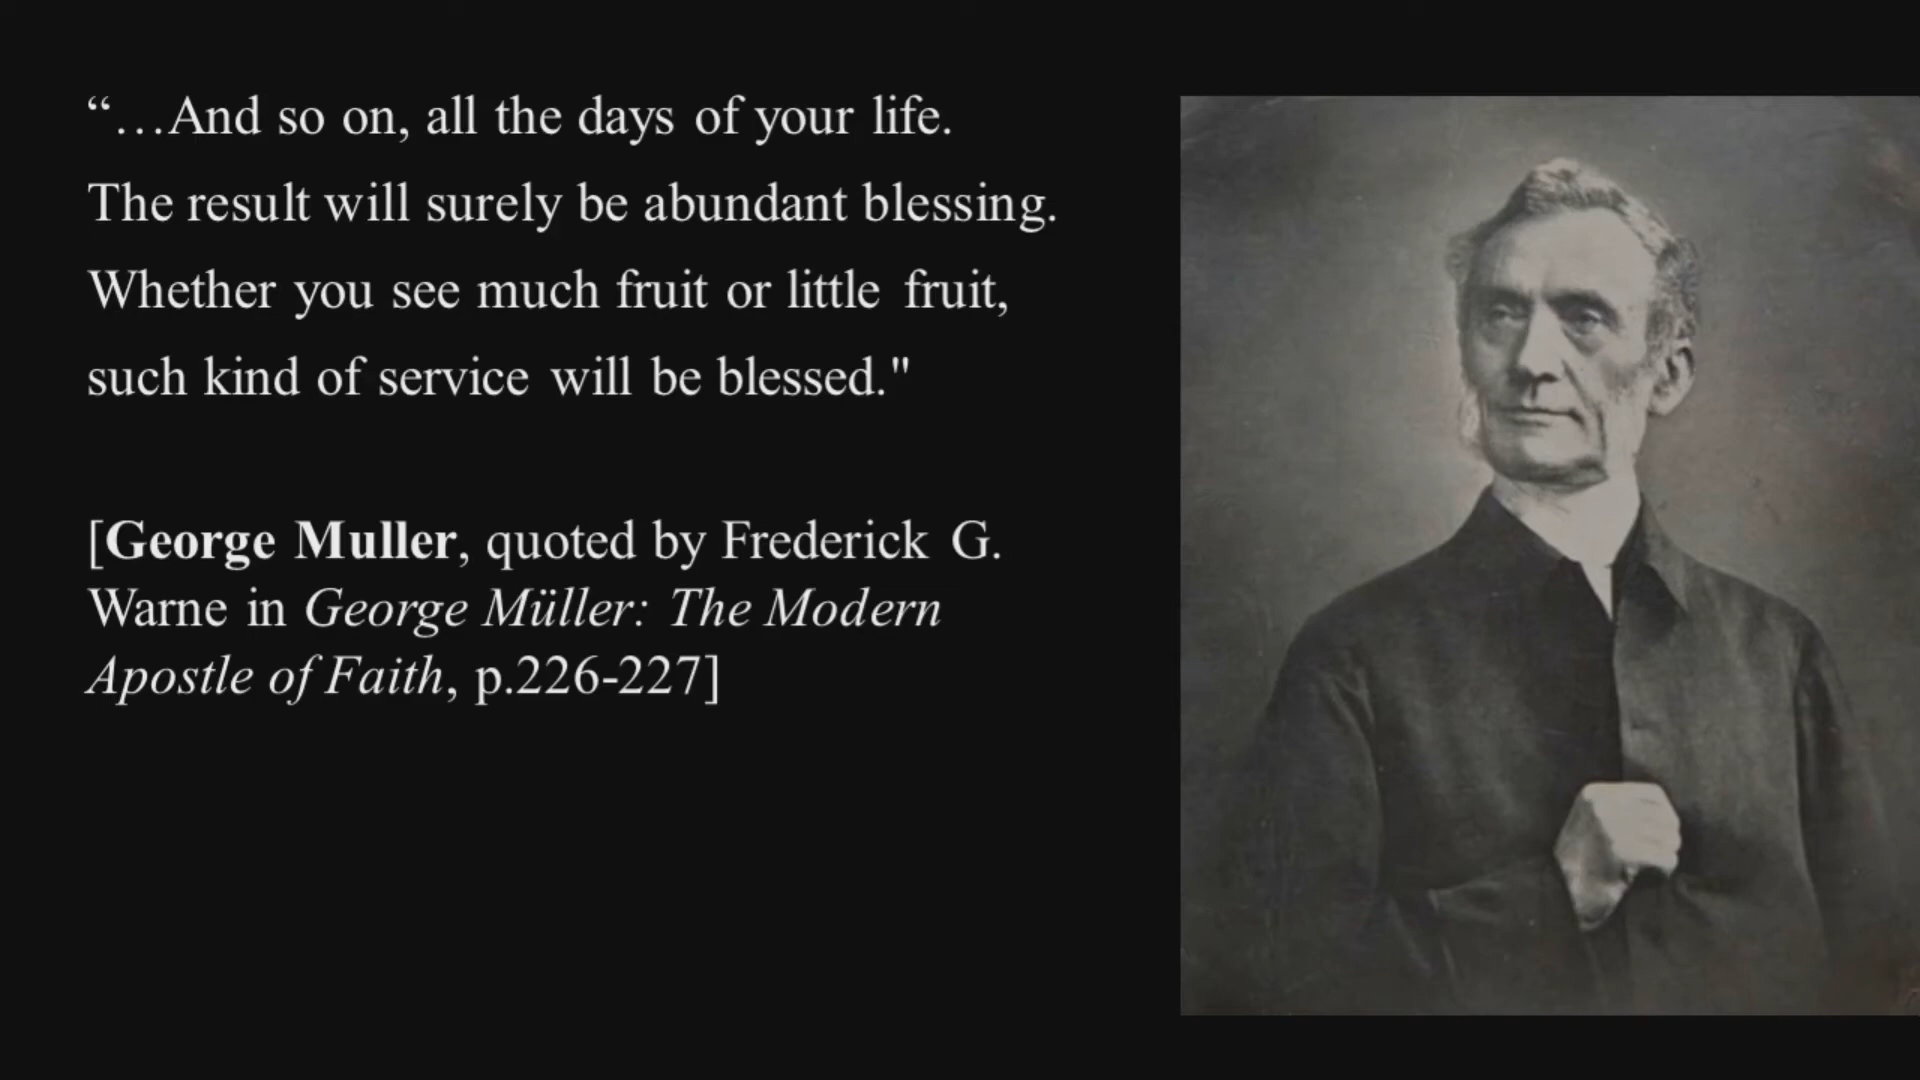 “…And so on, all the days of your life.
The result will surely be abundant blessing.
Whether you see much fruit or little fruit,
such kind of service will be blessed."
[George Muller, quoted by Frederick G.
Warne in George Müller: The Modern
Apostle of Faith, p.226-227]